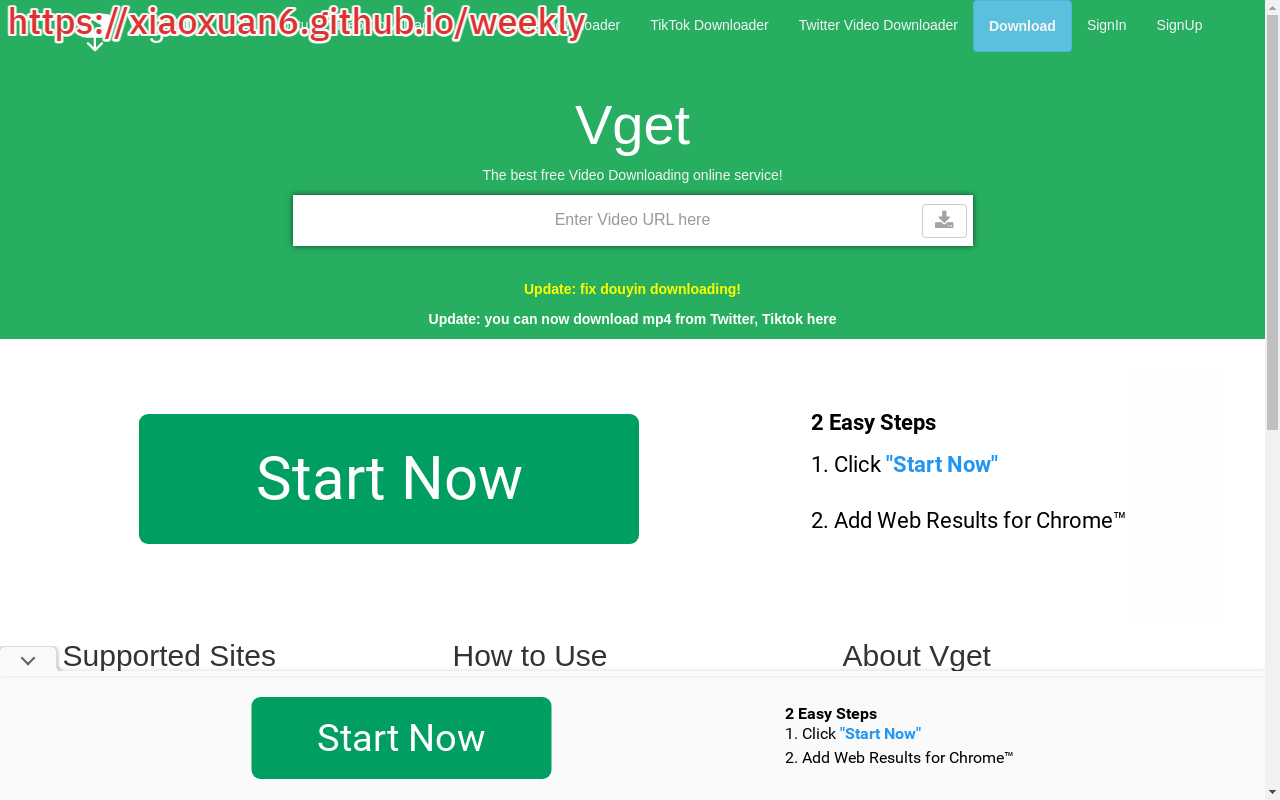 https://xiaoxuan6.github.io/weekly
TikTok Downloader
Twitter Video Downloader
Download
SignIn
SignUp
Vget
The best free Video Downloading online service!
Enter Video URL here
Update: fix douyin downloading!
Update: you can now download mp4 from Twitter, Tiktok here
Start Now
2 Easy Steps
1. Click "Start Now"
2. Add Web Results for Chrome™
Supported Sites
How to Use
About Vget
Start Now
2 Easy Steps
1. Click "Start Now"
2. Add Web Results for Chrome™